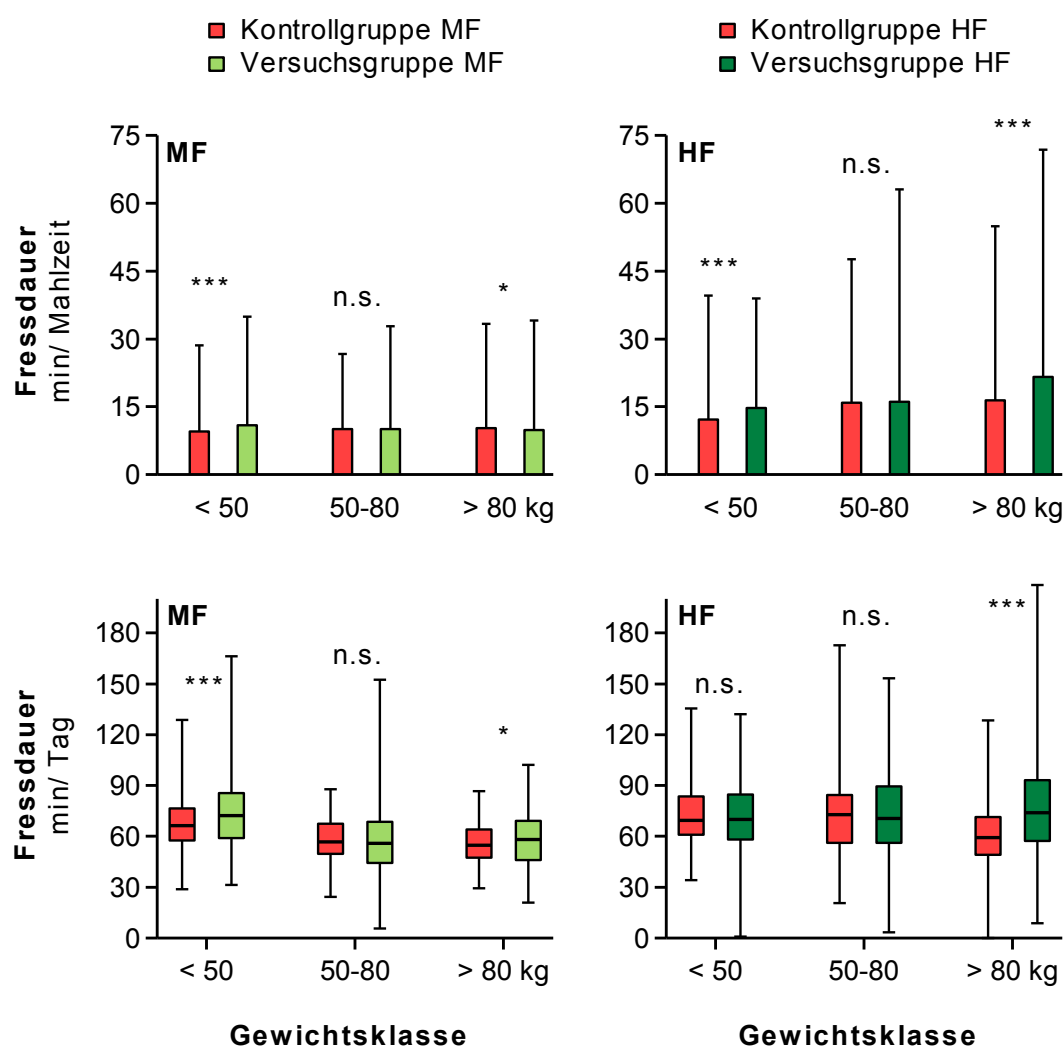 Kontrollgruppe MF
Versuchsgruppe MF
Kontrollgruppe HF
Versuchsgruppe HF
Fressdauer
min/ Mahlzeit
MF
75
60
45
30
15
0
***
n.s.
*
< 50 50-80 > 80 kg
HF
75
60
45
30
15
0
***
n.s.
***
< 50 50-80 > 80 kg
Fressdauer
min/ Tag
MF
180
150
120
90
60
30
0
***
n.s.
*
< 50 50-80 > 80 kg
Gewichtsklasse
HF
180
150
120
90
60
30
0
n.s.
n.s.
***
< 50 50-80 > 80 kg
Gewichtsklasse